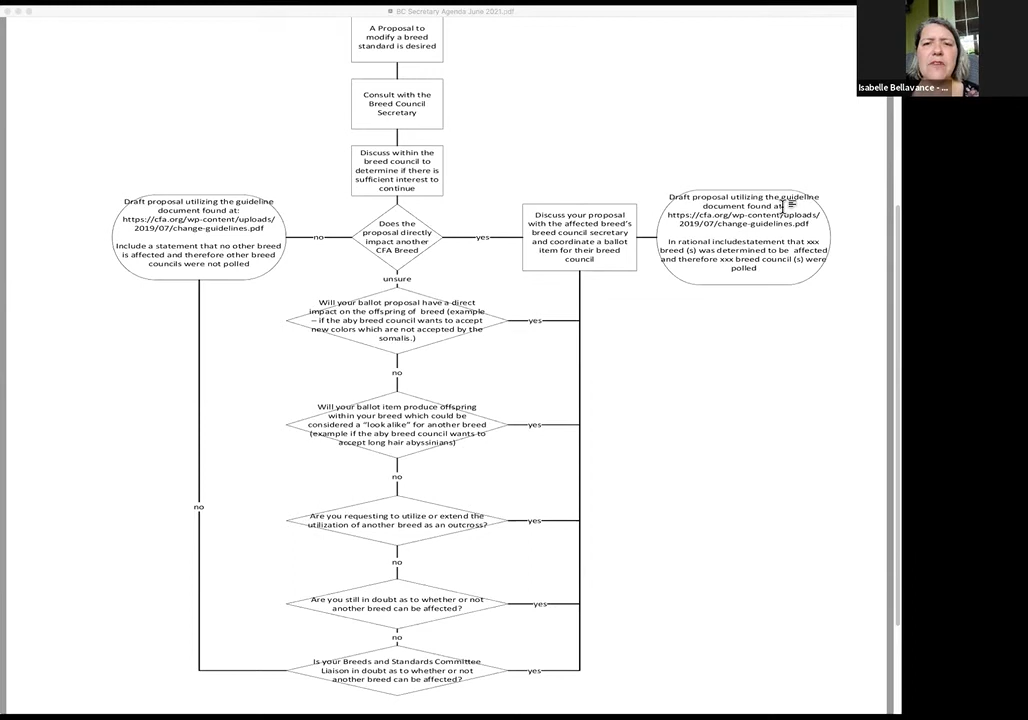 BC Secretary Agenda June 2021.pdf
Isabelle Bellavance - ...
A Proposal to
modify a breed
standard is desired
Consult with the
Breed Council
Secretary
Discuss within the
breed council to
determine if there is
sufficient interest to
continue
Draft proposal utilizing the guideline
document found at:
https://cfa.org/wp-content/uploads/
2019/07/change-guidelines.pdf
Include a statement that no other breed
is affected and therefore other breed
councils were not polled
no
Does the
proposal directly
impact another
CFA Breed
yes
Discuss your proposal
with the affected breed's
breed council secretary
and coordinate a ballot
item for their breed
council
Draft proposal utilizing the guideline
document found at:
https://cfa.org/wp-content/uploads/
2019/07/change-guidelines.pdf
In rational includestatement that xxx
breed (s) was determined to be affected
and therefore xxx breed council (s) were
polled
unsure
Will your ballot proposal have a direct
impact on the offspring of breed (example
– if the aby breed council wants to accept
new colors which are not accepted by the
somalis.)
yes
no
Will your ballot item produce offspring
within your breed which could be
considered a "look alike" for another breed
(example if the aby breed council wants to
accept long hair abyssinians)
yes
no
Are you requesting to utilize or extend the
utilization of another breed as an outcross?
yes
no
no
Are you still in doubt as to whether or not
another breed can be affected?
yes
no
Is your Breeds and Standards Committee
Liaison in doubt as to whether or not
another breed can be affected?
yes